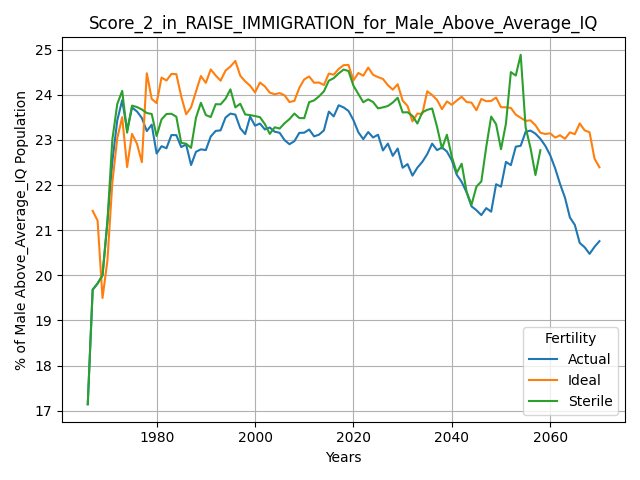 Score_2_in_RAISE_IMMIGRATION_for_Male_Above_Average_IQ
% of Male Above_Average_IQ Population
25
24
23
22
21
20
19
18
17
1980
2000
2020
2040
2060
Years
Fertility
Actual
Ideal
Sterile